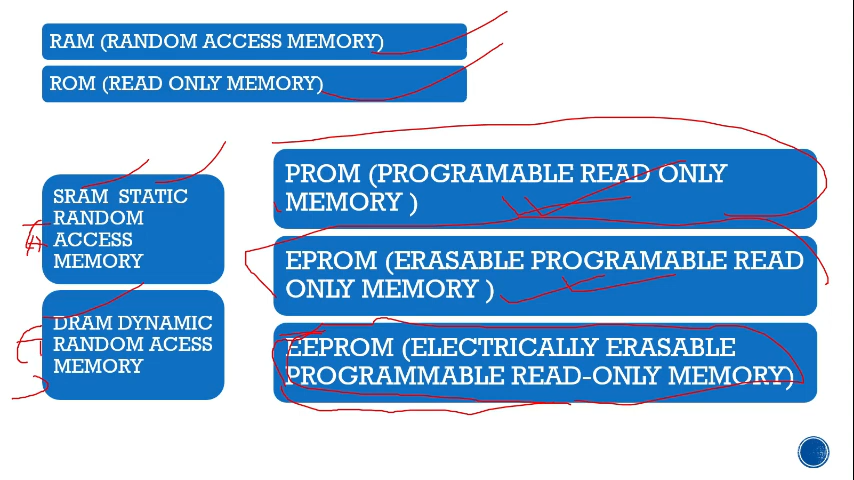 RAM (RANDOM ACCESS MEMORY)
ROM (READ ONLY MEMORY)
SRAM STATIC
RANDOM
ACCESS
MEMORY
DRAM DYNAMIC
RANDOM ACESS
MEMORY
PROM (PROGRAMABLE READ ONLY
MEMORY )
EPROM (ERASABLE PROGRAMABLE READ
ONLY MEMORY )
EEPROM (ELECTRICALLY ERASABLE
PROGRAMMABLE READ-ONLY MEMORY)